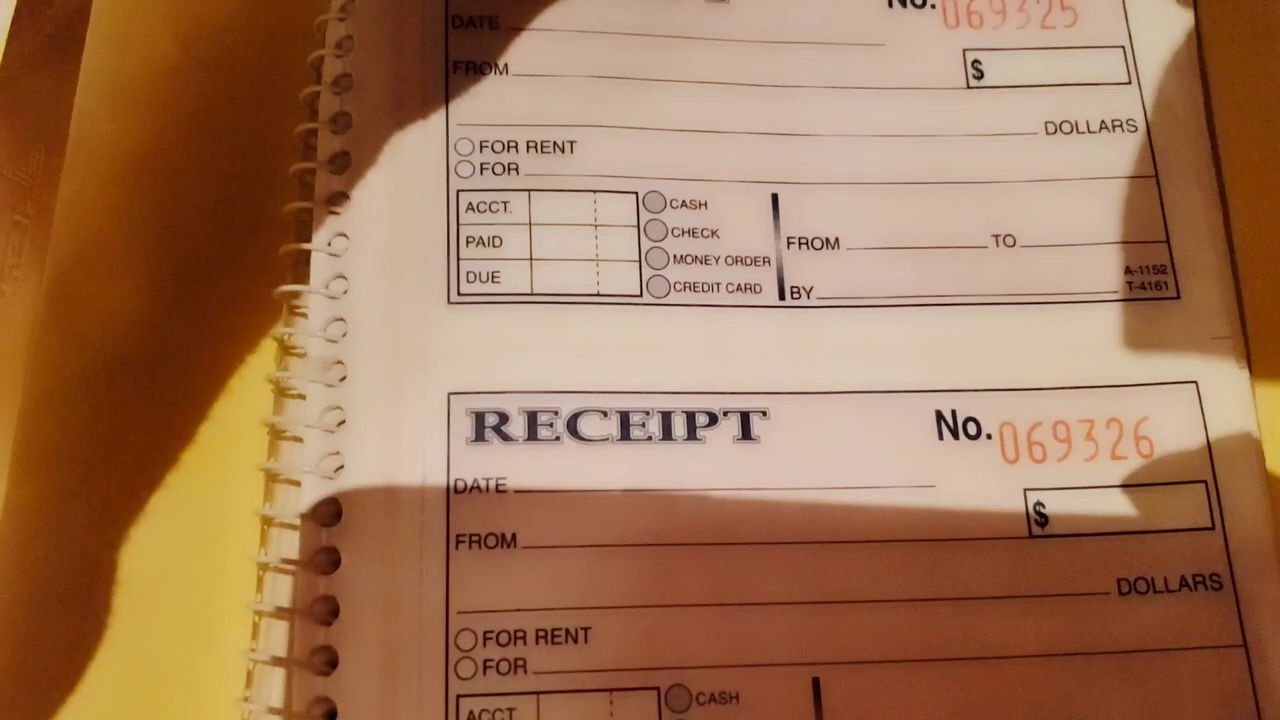 No. 069325
DATE
FROM
$
DOLLARS
FOR RENT
FOR
ACCT. CASH
PAID CHECK
DUE MONEY ORDER
CREDIT CARD
FROM TO
BY
A-1152
T-4161
RECEIPT No. 069326
DATE
$
FROM
DOLLARS
FOR RENT
FOR
ACCT. CASH